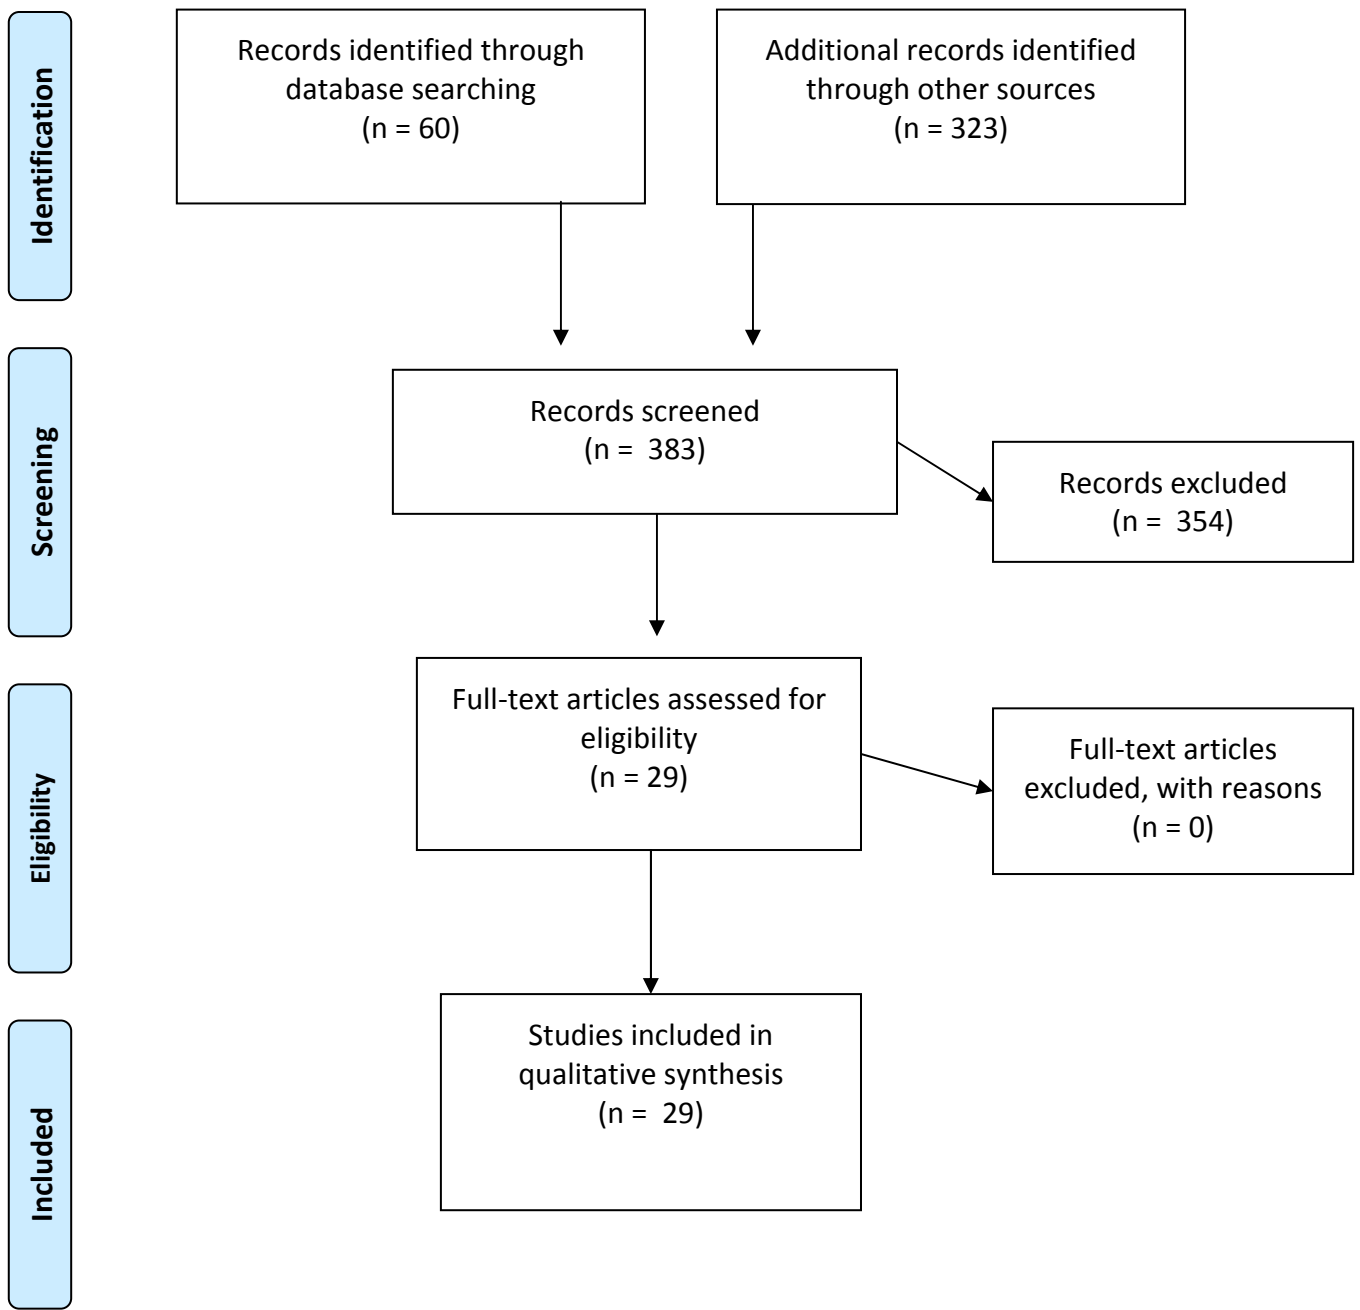 Identification
Records identified through
database searching
(n = 60)
Additional records identified
through other sources
(n = 323)
Screening
Records screened
(n =  383)
Records excluded
(n =  354)
Eligibility
Full-text articles assessed for
eligibility
(n = 29)
Full-text articles
excluded, with reasons
(n = 0)
Included
Studies included in
qualitative synthesis
(n =  29)